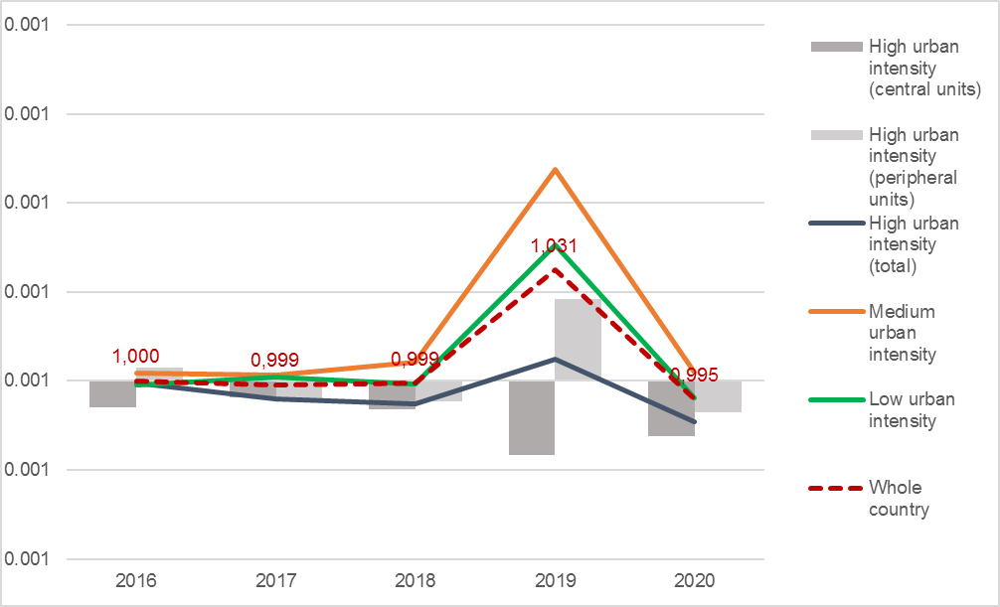 0.001
0.001
0.001
0.001
0.001
0.001
0.001
1,000
0,999
0,999
1,031
0,995
2016
2017
2018
2019
2020
High urban
intensity
(central units)
High urban
intensity
(peripheral
units)
High urban
intensity
(total)
Medium
urban
intensity
Low urban
intensity
Whole
country